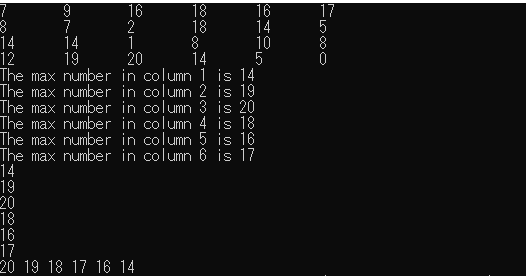 7 9 16 18 16 17
8 7 2 18 14 5
14 14 1 8 10 8
12 19 20 14 5 0
The max number in column 1 is 14
The max number in column 2 is 19
The max number in column 3 is 20
The max number in column 4 is 18
The max number in column 5 is 16
The max number in column 6 is 17
14
19
20
18
16
17
20 19 18 17 16 14